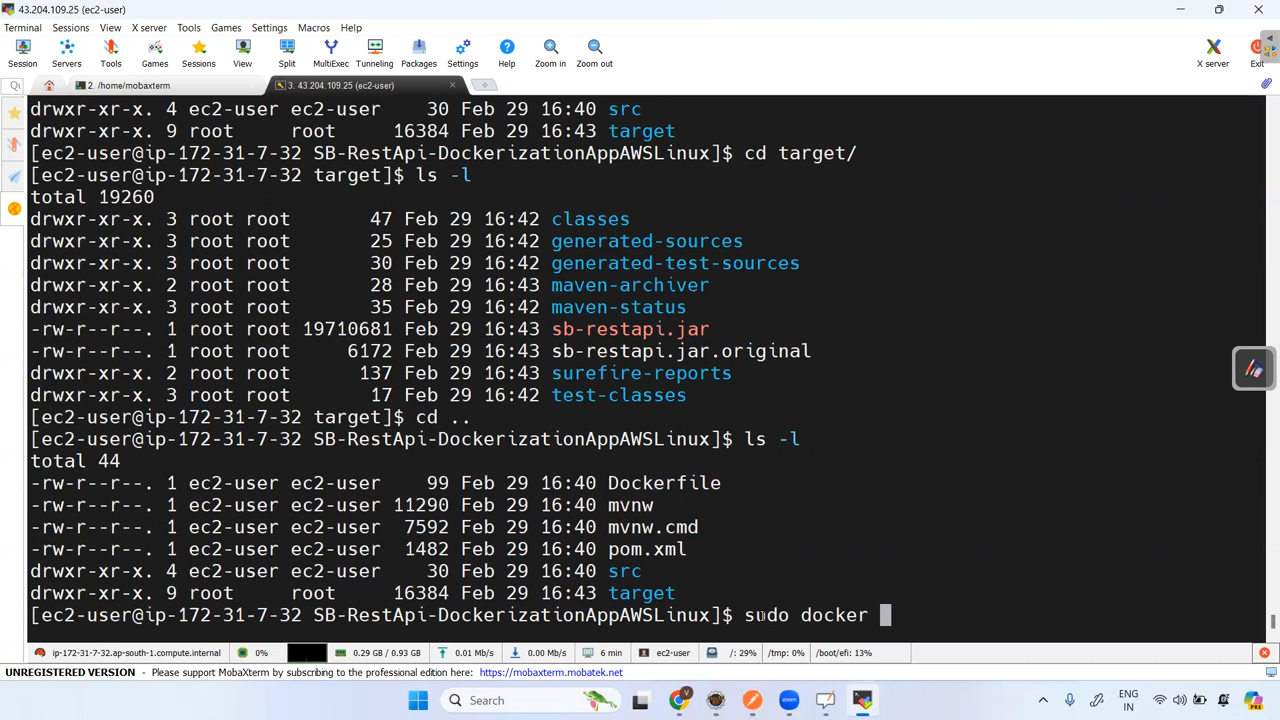 43.204.109.25 (ec2-user)
Terminal Sessions View X server Tools Games Settings Macros Help
Session Servers Tools Games Sessions View Split MultiExec Tunneling Packages Settings Help Zoom in Zoom out X server Exit
2. /home/mobaxterm 3. 43.204.109.25 (ec2-user)
drwxr-xr-x. 4 ec2-user ec2-user 30 Feb 29 16:40 src
drwxr-xr-x. 9 root root 16384 Feb 29 16:43 target
[ec2-user@ip-172-31-7-32 SB-RestApi-DockerizationAppAWSLinux]$ cd target/
[ec2-user@ip-172-31-7-32 target]$ ls -l
total 19260
drwxr-xr-x. 3 root root 47 Feb 29 16:42 classes
drwxr-xr-x. 3 root root 25 Feb 29 16:42 generated-sources
drwxr-xr-x. 3 root root 30 Feb 29 16:42 generated-test-sources
drwxr-xr-x. 2 root root 28 Feb 29 16:42 maven-archiver
drwxr-xr-x. 3 root root 35 Feb 29 16:42 maven-status
-rw-r--r--. 1 root root 19710681 Feb 29 16:43 sb-restapi.jar
-rw-r--r--. 1 root root 6172 Feb 29 16:43 sb-restapi.jar.original
drwxr-xr-x. 2 root root 137 Feb 29 16:43 surefire-reports
drwxr-xr-x. 3 root root 17 Feb 29 16:42 test-classes
[ec2-user@ip-172-31-7-32 target]$ cd ..
[ec2-user@ip-172-31-7-32 SB-RestApi-DockerizationAppAWSLinux]$ ls -l
total 44
-rw-r--r--. 1 ec2-user ec2-user 99 Feb 29 16:40 Dockerfile
-rw-r--r--. 1 ec2-user ec2-user 11290 Feb 29 16:40 mvnw
-rw-r--r--. 1 ec2-user ec2-user 7592 Feb 29 16:40 mvnw.cmd
-rw-r--r--. 1 ec2-user ec2-user 1482 Feb 29 16:40 pom.xml
drwxr-xr-x. 4 ec2-user ec2-user 30 Feb 29 16:40 src
drwxr-xr-x. 9 root root 16384 Feb 29 16:43 target
[ec2-user@ip-172-31-7-32 SB-RestApi-DockerizationAppAWSLinux]$ sudo docker
ip-172-31-7-32.ap-south-1.compute.internal 0% 0.29 GB / 0.93 GB 0.01 Mb/s 0.00 Mb/s 6 min ec2-user /: 29% /tmp: 0% /boot/efi: 13%
UNREGISTERED VERSION - Please support MobaXterm by subscribing to the professional edition here: https://mobaxterm.mobatek.net
Search ENG
IN